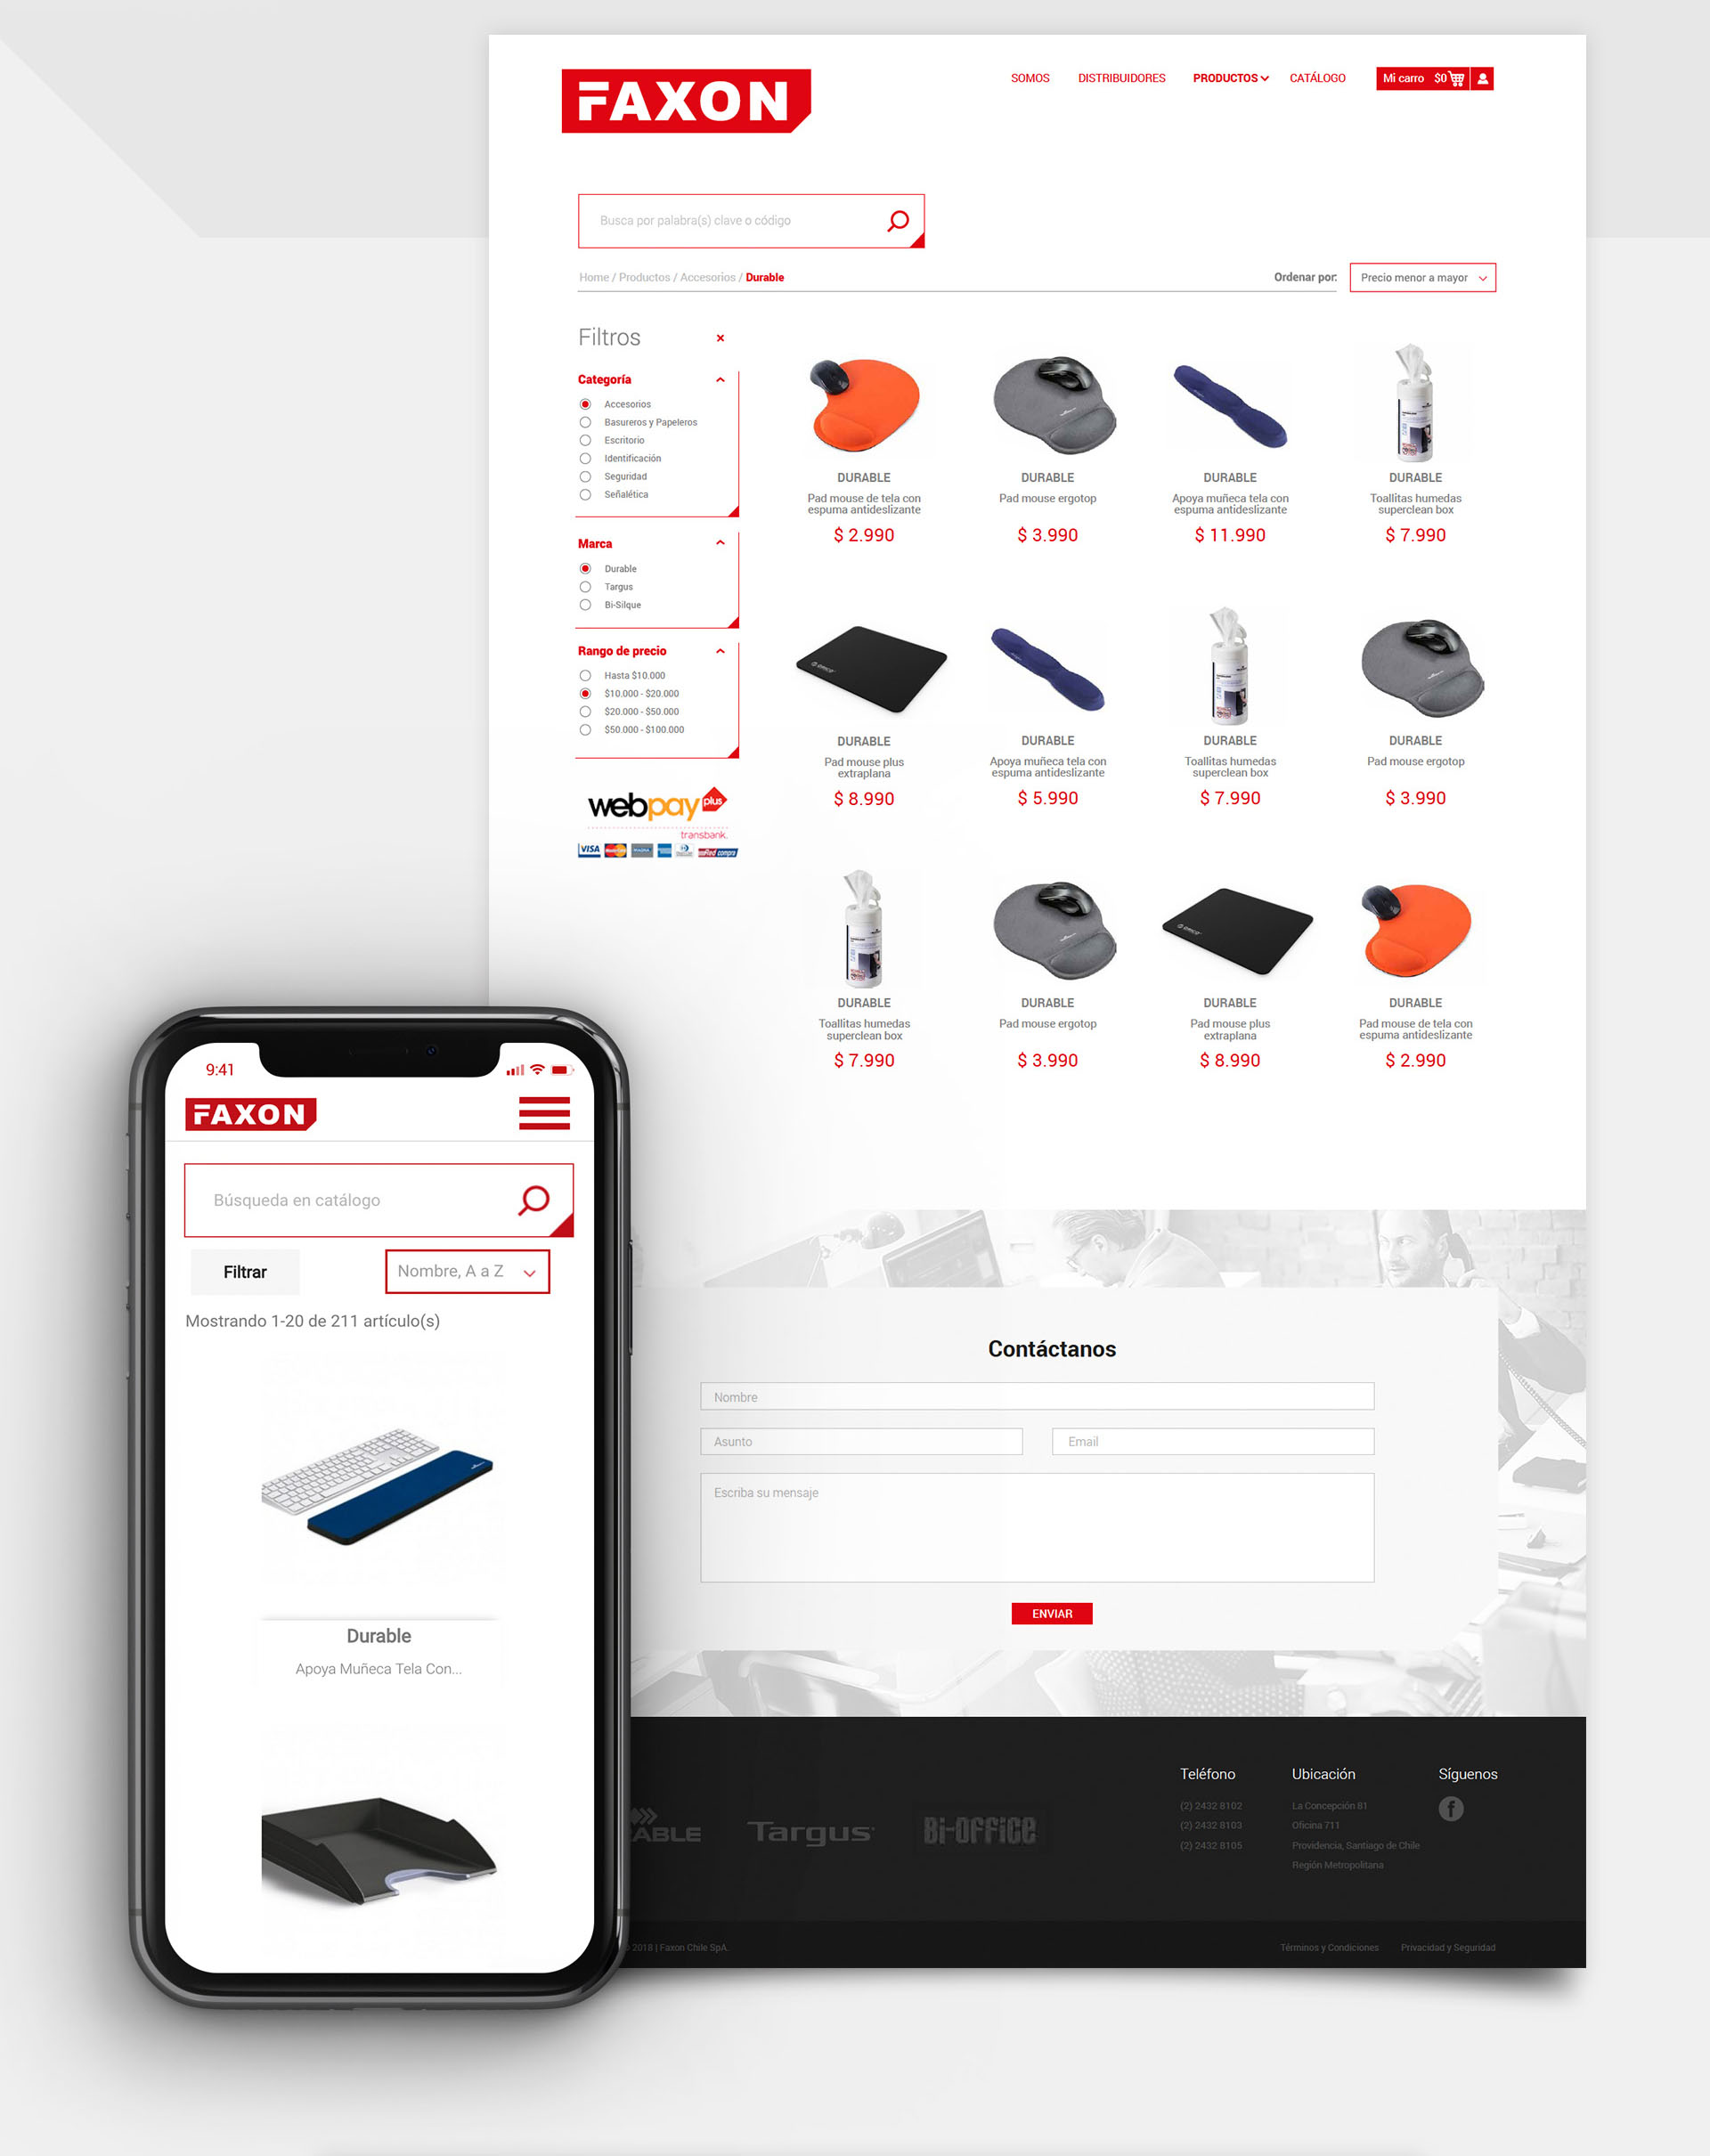 FAXON
SOMOS
DISTRIBUIDORES
PRODUCTOS
CATÁLOGO
Mi carro $0
Busca por palabra(s) clave o código
Home / Productos / Accesorios / Durable
Ordenar por:
Precio menor a mayor
Filtros
Categoría
Accesorios
Basureros y Papeleros
Escritorio
Identificación
Seguridad
Señalética
Marca
Durable
Targus
Bi-Silque
Rango de precio
Hasta $10.000
$10.000 - $20.000
$20.000 - $50.000
$50.000 - $100.000
webpay plus
transbank.
VISA
DURABLE
Pad mouse de tela con
espuma antideslizante
$ 2.990
DURABLE
Pad mouse ergotop
$ 3.990
DURABLE
Apoya muñeca tela con
espuma antideslizante
$ 11.990
DURABLE
Toallitas humedas
superclean box
$ 7.990
DURABLE
Pad mouse plus
extraplana
$ 8.990
DURABLE
Apoya muñeca tela con
espuma antideslizante
$ 5.990
DURABLE
Toallitas humedas
superclean box
$ 7.990
DURABLE
Pad mouse ergotop
$ 3.990
DURABLE
Toallitas humedas
superclean box
$ 7.990
DURABLE
Pad mouse ergotop
$ 3.990
DURABLE
Pad mouse plus
extraplana
$ 8.990
DURABLE
Pad mouse de tela con
espuma antideslizante
$ 2.990
9:41
FAXON
Búsqueda en catálogo
Filtrar
Nombre, A a Z
Mostrando 1-20 de 211 artículo(s)
Durable
Apoya Muñeca Tela Con...
Contáctanos
Nombre
Asunto
Email
Escriba su mensaje
ENVIAR
ABLE
Targus
Bi-Office
Teléfono
(2) 2432 8102
(2) 2432 8103
(2) 2432 8105
Ubicación
La Concepción 81
Oficina 711
Providencia, Santiago de Chile
Región Metropolitana
Síguenos
2018 | Faxon Chile SpA.
Términos y Condiciones
Privacidad y Seguridad